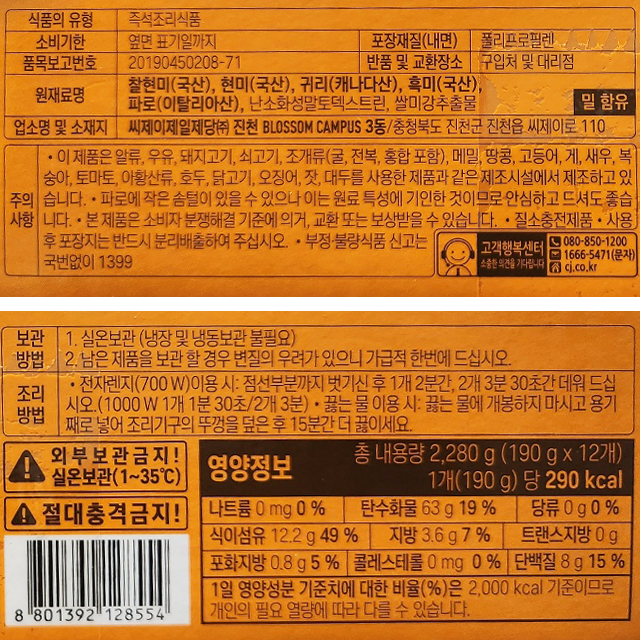 식품의 유형 즉석조리식품
소비기한 옆면 표기일까지 포장재질(내면) 폴리프로필렌
품목보고번호 20190450208-71 반품 및 교환장소 구입처 및 대리점
원재료명 찰현미(국산), 현미(국산), 귀리(캐나다산), 흑미(국산),
파로(이탈리아산), 난소화성말토덱스트린, 쌀미강추출물 밀 함유
업소명 및 소재지 씨제이제일제당㈜ 진천 BLOSSOM CAMPUS 3동/충청북도 진천군 진천읍 씨제이로 110
주의사항
• 이 제품은 알류, 우유, 돼지고기, 쇠고기, 조개류(굴, 전복, 홍합 포함), 메밀, 땅콩, 고등어, 게, 새우, 복
숭아, 토마토, 아황산류, 호두, 닭고기, 오징어, 잣, 대두를 사용한 제품과 같은 제조시설에서 제조하고 있
습니다. • 파로에 작은 솜털이 있을 수 있으나 이는 원료 특성에 기인한 것이므로 안심하고 드셔도 좋습
니다. • 본 제품은 소비자 분쟁해결 기준에 의거, 교환 또는 보상받을 수 있습니다. • 질소충전제품 • 사용
후 포장지는 반드시 분리배출하여 주십시오. • 부정·불량식품 신고는
국번없이 1399
고객행복센터
소중한 의견을 기다립니다
080-850-1200
1666-5471(문자)
cj.co.kr
보관방법
1. 실온보관 (냉장 및 냉동보관 불필요)
2. 남은 제품을 보관 할 경우 변질의 우려가 있으니 가급적 한번에 드십시오.
조리방법
• 전자렌지(700 W)이용 시: 점선부분까지 벗기신 후 1개 2분간, 2개 3분 30초간 데워 드십
시오.(1000 W 1개 1분 30초/2개 3분) • 끓는 물 이용 시: 끓는 물에 개봉하지 마시고 용기
째로 넣어 조리기구의 뚜껑을 덮은 후 15분간 더 끓이세요.
외부보관금지!
실온보관(1~35℃)
절대충격금지!
8 801392 128554
영양정보
총 내용량 2,280 g (190 g x 12개)
1개(190 g) 당 290 kcal
나트륨 0 mg 0 % 탄수화물 63 g 19 % 당류 0 g 0 %
식이섬유 12.2 g 49 % 지방 3.6 g 7 % 트랜스지방 0 g
포화지방 0.8 g 5 % 콜레스테롤 0 mg 0 % 단백질 8 g 15 %
1일 영양성분 기준치에 대한 비율(%)은 2,000 kcal 기준이므로
개인의 필요 열량에 따라 다를 수 있습니다.